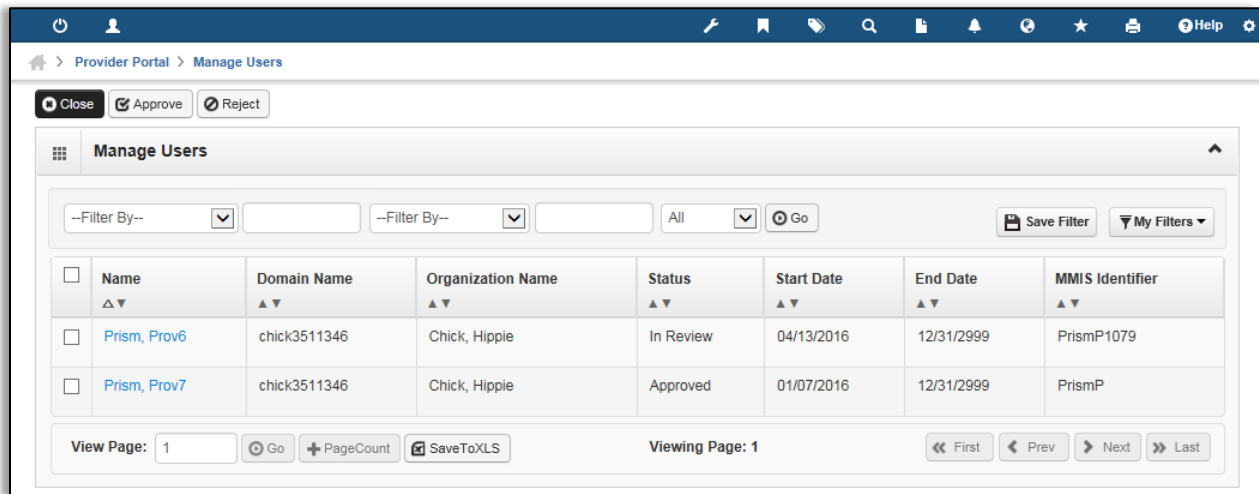 Help
Provider Portal > Manage Users
Close Approve Reject
Manage Users
--Filter By-- --Filter By-- All Go Save Filter My Filters
Name Domain Name Organization Name Status Start Date End Date MMIS Identifier
Prism, Prov6 chick3511346 Chick, Hippie In Review 04/13/2016 12/31/2999 PrismP1079
Prism, Prov7 chick3511346 Chick, Hippie Approved 01/07/2016 12/31/2999 PrismP
View Page: 1 Go PageCount SaveToXLS Viewing Page: 1 First Prev Next Last